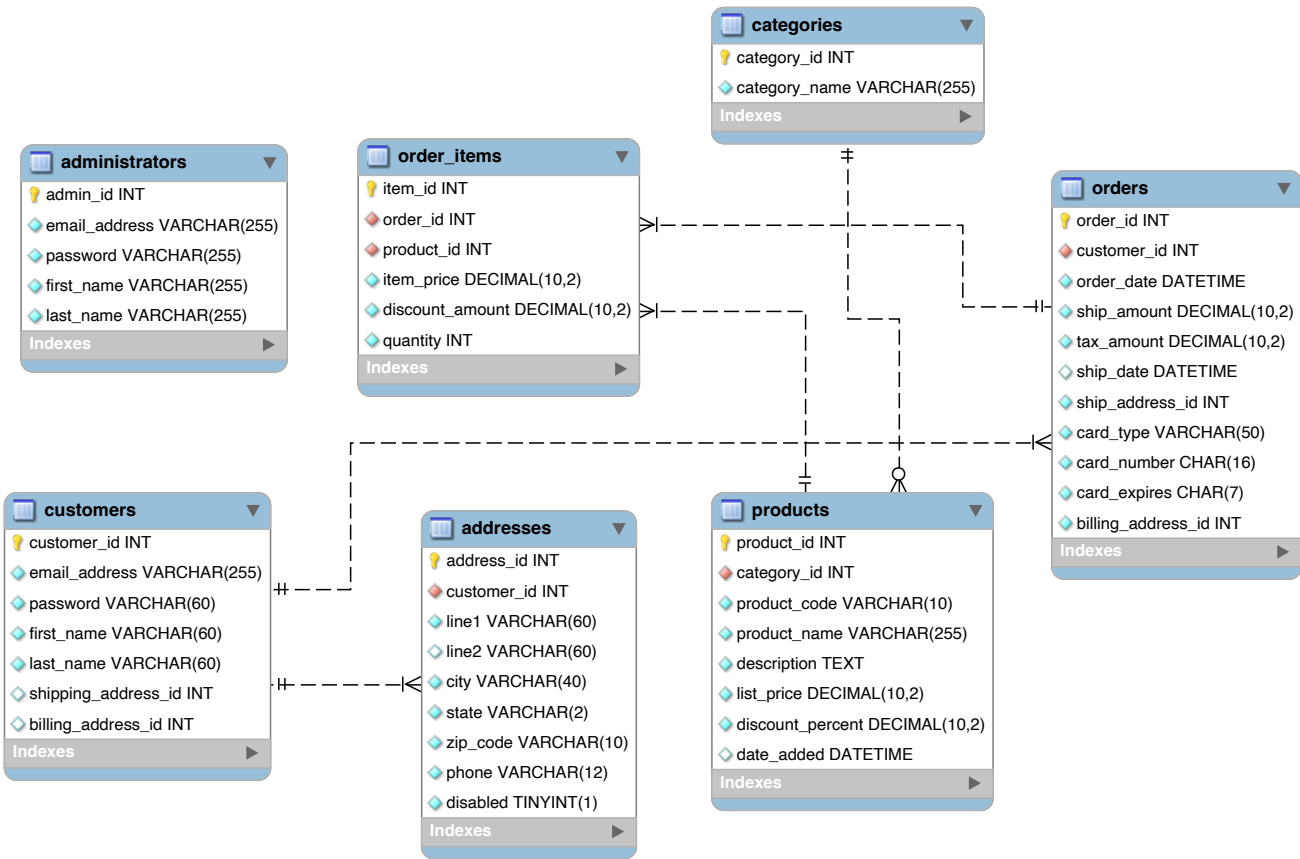 categories
category_id INT
category_name VARCHAR(255)
Indexes
administrators
admin_id INT
email_address VARCHAR(255)
password VARCHAR(255)
first_name VARCHAR(255)
last_name VARCHAR(255)
Indexes
order_items
item_id INT
order_id INT
product_id INT
item_price DECIMAL(10,2)
discount_amount DECIMAL(10,2)
quantity INT
Indexes
orders
order_id INT
customer_id INT
order_date DATETIME
ship_amount DECIMAL(10,2)
tax_amount DECIMAL(10,2)
ship_date DATETIME
ship_address_id INT
card_type VARCHAR(50)
card_number CHAR(16)
card_expires CHAR(7)
billing_address_id INT
Indexes
customers
customer_id INT
email_address VARCHAR(255)
password VARCHAR(60)
first_name VARCHAR(60)
last_name VARCHAR(60)
shipping_address_id INT
billing_address_id INT
Indexes
addresses
address_id INT
customer_id INT
line1 VARCHAR(60)
line2 VARCHAR(60)
city VARCHAR(40)
state VARCHAR(2)
zip_code VARCHAR(10)
phone VARCHAR(12)
disabled TINYINT(1)
Indexes
products
product_id INT
category_id INT
product_code VARCHAR(10)
product_name VARCHAR(255)
description TEXT
list_price DECIMAL(10,2)
discount_percent DECIMAL(10,2)
date_added DATETIME
Indexes